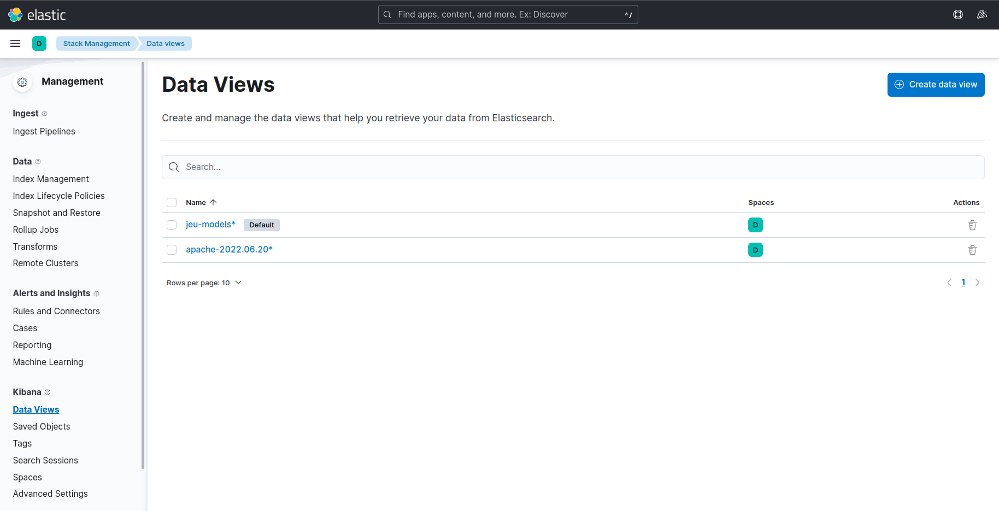 elastic
Find apps, content, and more. Ex: Discover ^/
D Stack Management Data views
Management
Ingest
Ingest Pipelines
Data
Index Management
Index Lifecycle Policies
Snapshot and Restore
Rollup Jobs
Transforms
Remote Clusters
Alerts and Insights
Rules and Connectors
Cases
Reporting
Machine Learning
Kibana
Data Views
Saved Objects
Tags
Search Sessions
Spaces
Advanced Settings
Data Views
Create data view
Create and manage the data views that help you retrieve your data from Elasticsearch.
Search...
Name Spaces Actions
jeu-models* Default D
apache-2022.06.20* D
Rows per page: 10 1